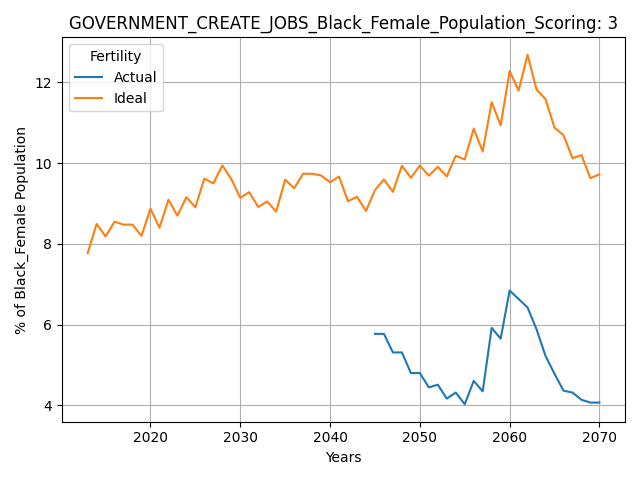 GOVERNMENT_CREATE_JOBS_Black_Female_Population_Scoring: 3
Fertility
Actual
Ideal
12
10
8
6
4
% of Black_Female Population
2020 2030 2040 2050 2060 2070
Years